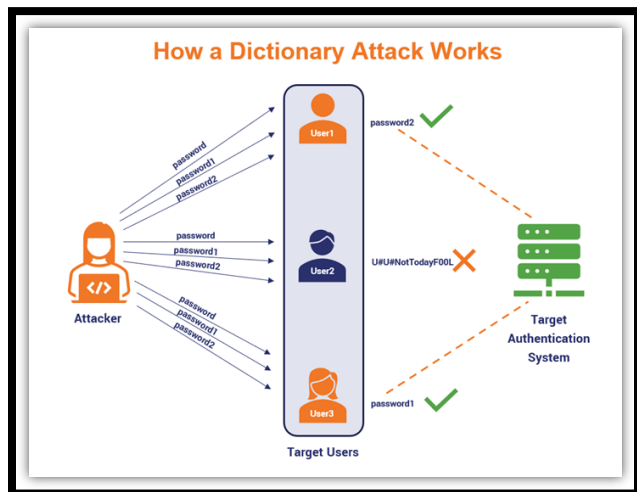 How a Dictionary Attack Works
password
password1
password2
User1
password2
password
password1
password2
User2
U#U#NotTodayF00L
Attacker
</>
Target
Authentication
System
password
password1
password2
User3
password1
Target Users